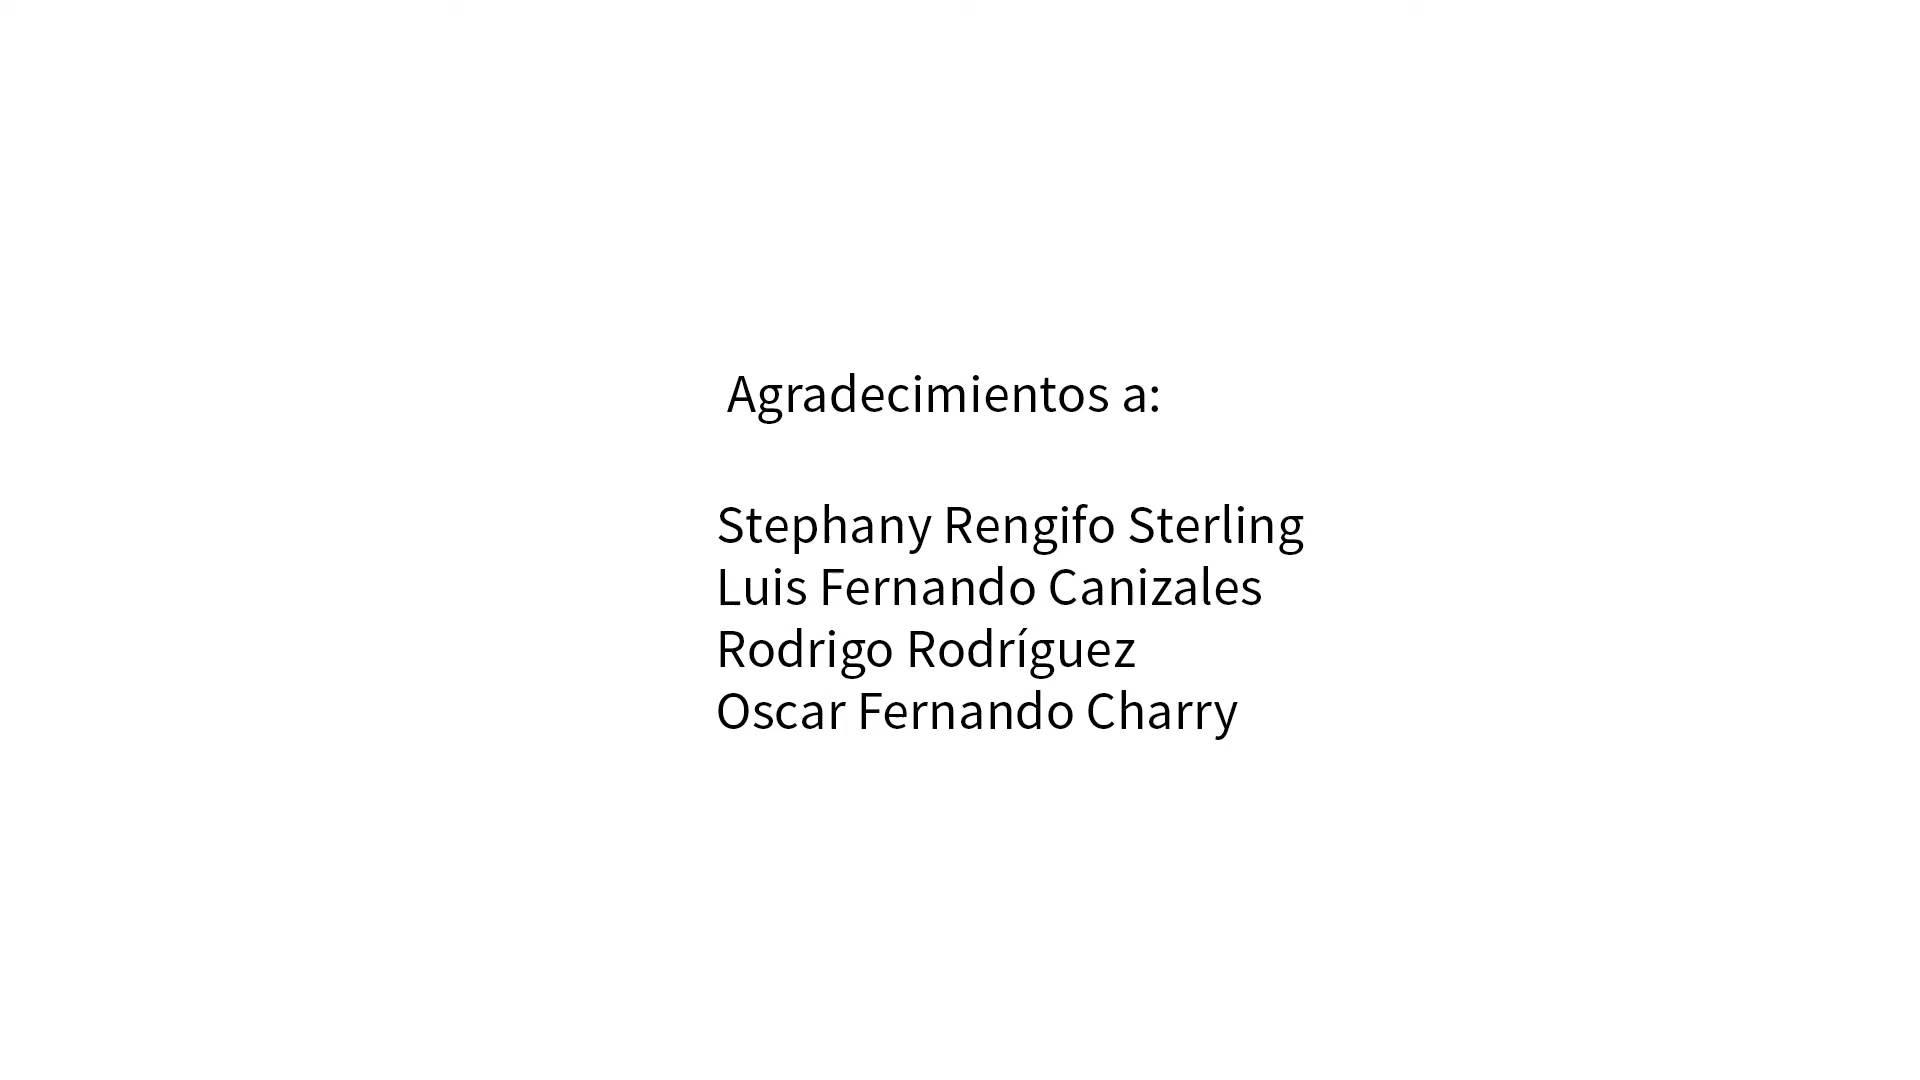 Agradecimientos a:
Stephany Rengifo Sterling
Luis Fernando Canizales
Rodrigo Rodríguez
Oscar Fernando Charry